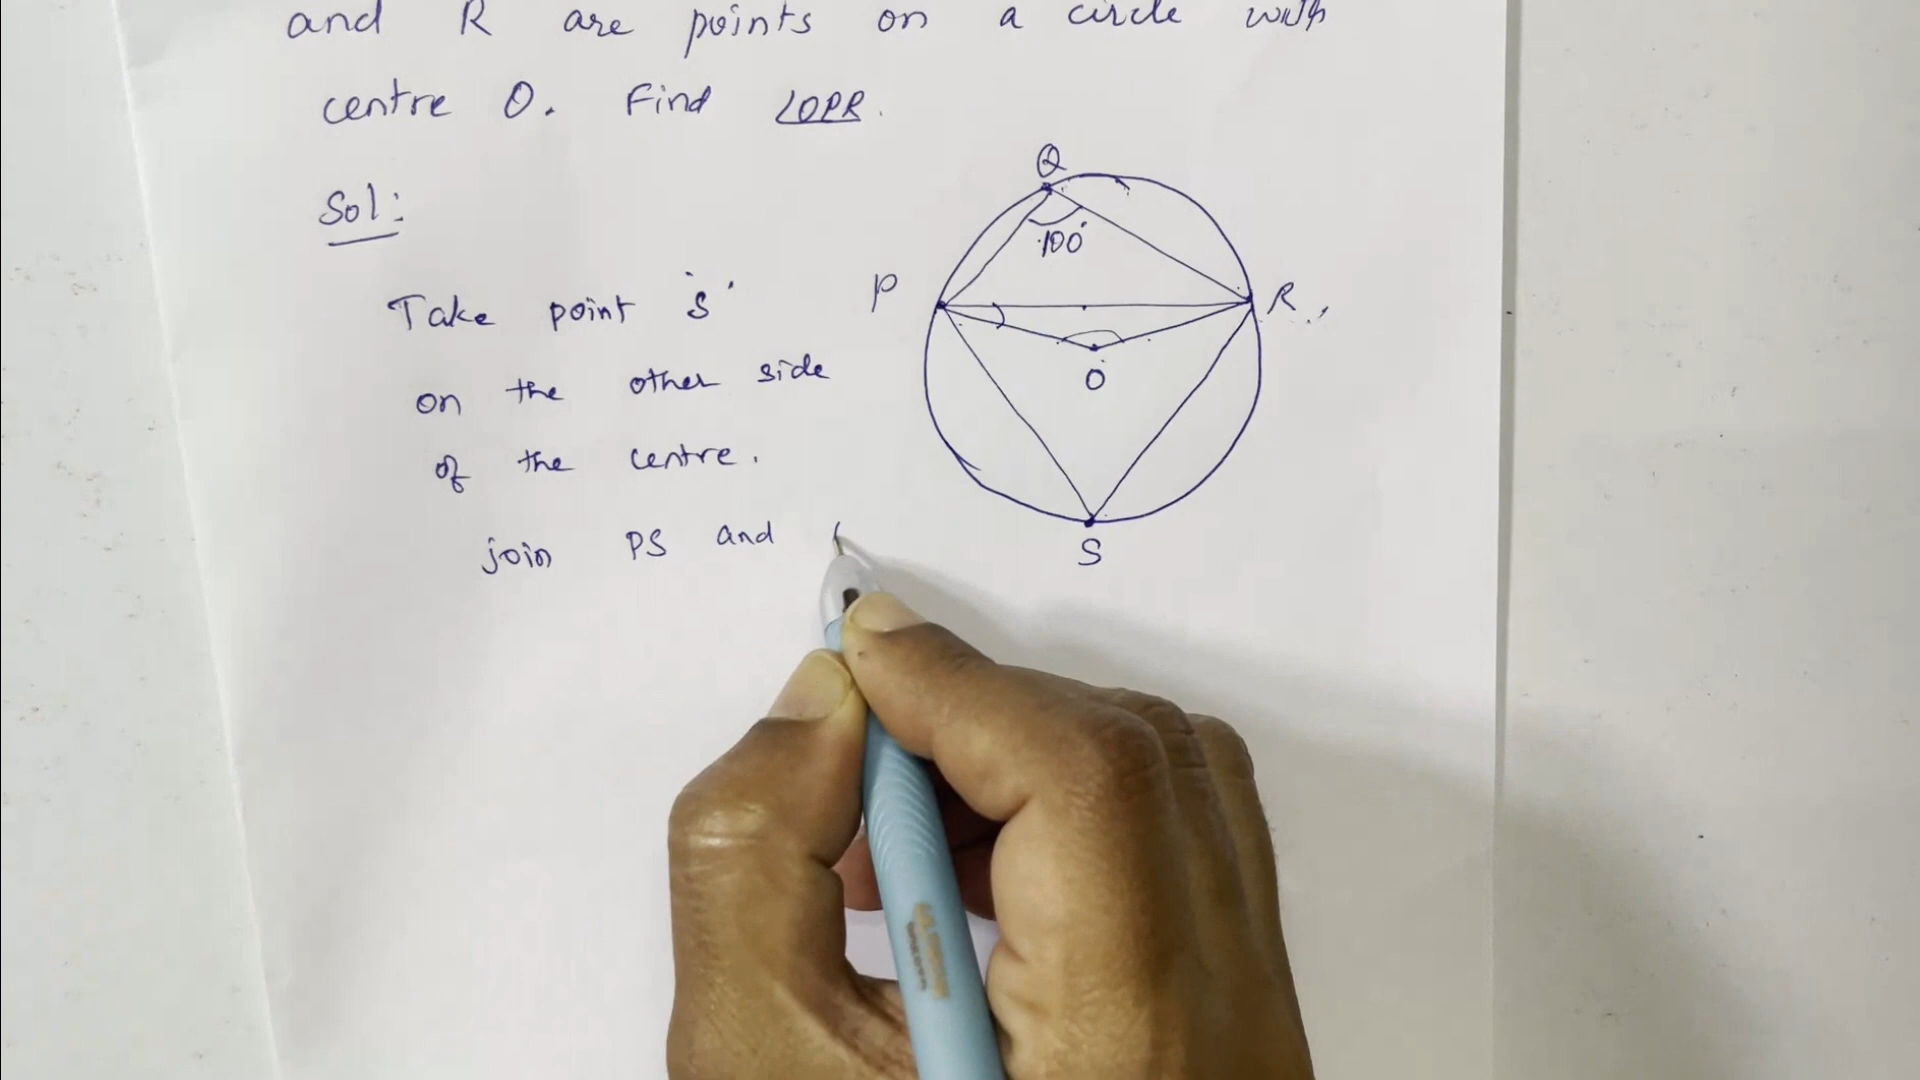 and R are points on a circle with
centre O. Find ∠OPR.
Sol:
Take point 'S'
on the other side
of the centre.
join PS and
Q
100°
P
R
O
S